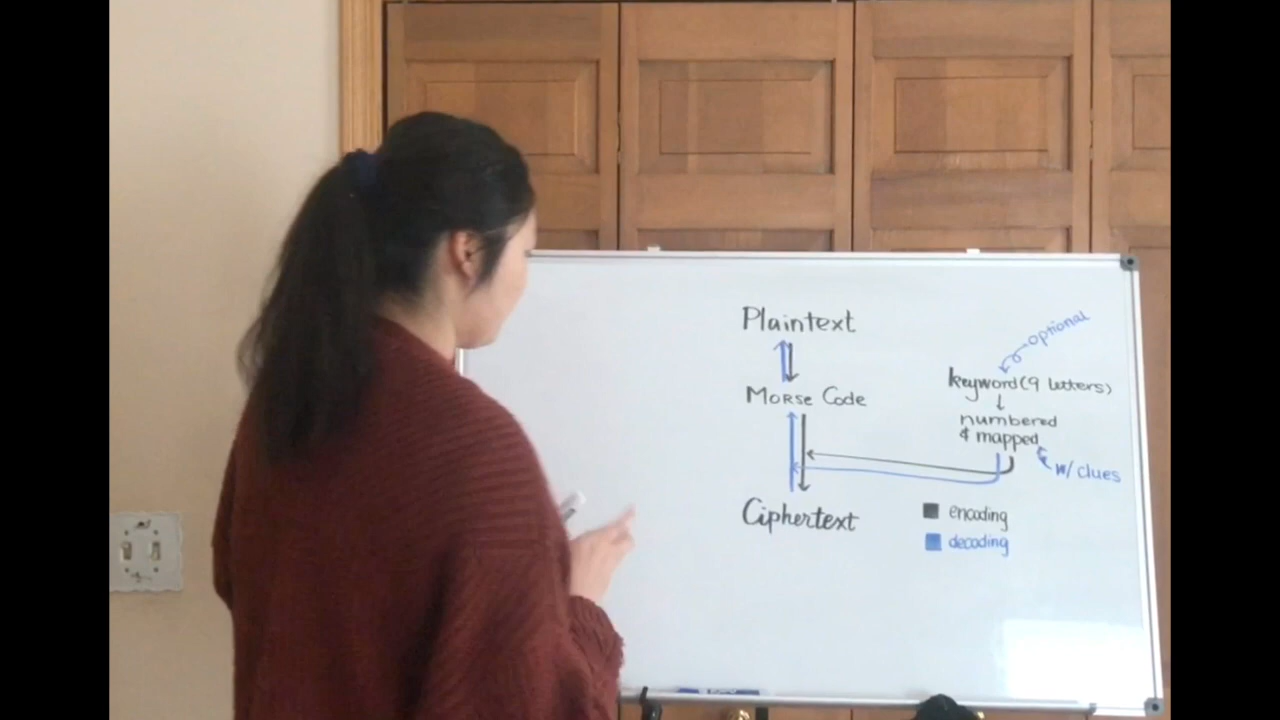 Plaintext
optional
Morse Code
keyword (9 letters)
numbered
& mapped
w/ clues
Ciphertext
encoding
decoding